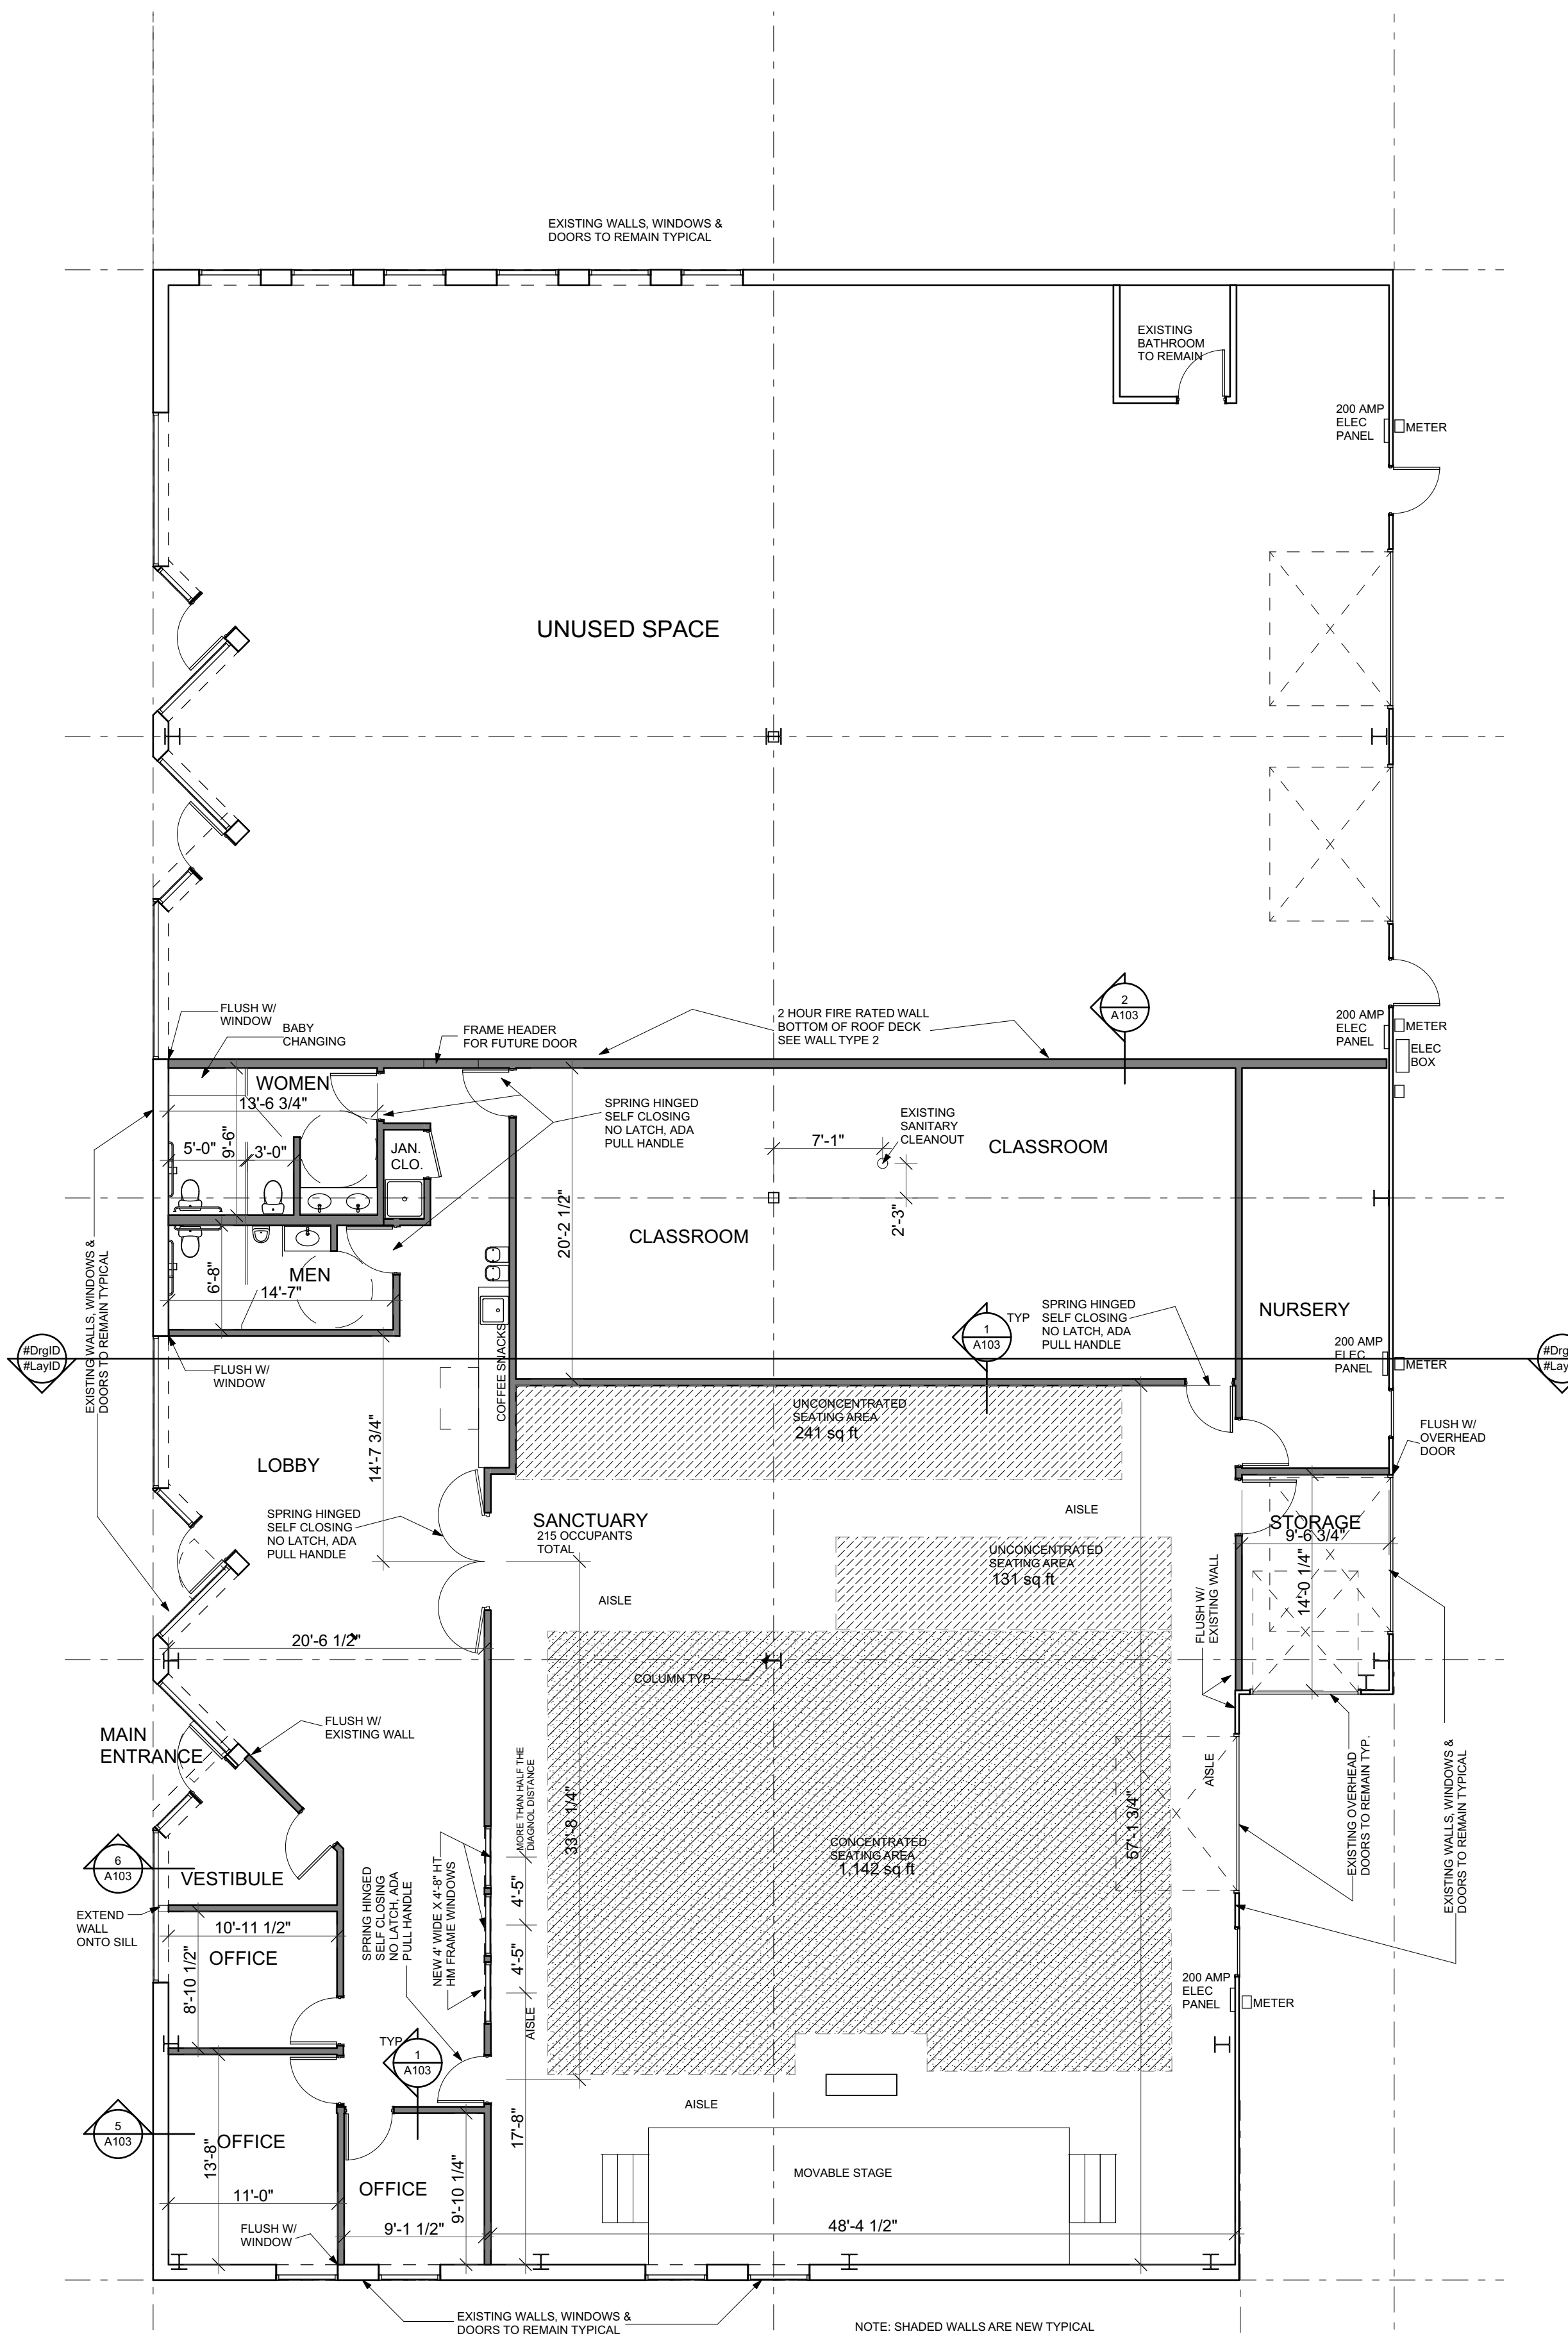 EXISTING WALLS, WINDOWS &
DOORS TO REMAIN TYPICAL
EXISTING
BATHROOM
TO REMAIN
200 AMP
ELEC
PANEL
METER
UNUSED SPACE
FLUSH W/
WINDOW
BABY
CHANGING
FRAME HEADER
FOR FUTURE DOOR
2 HOUR FIRE RATED WALL
BOTTOM OF ROOF DECK
SEE WALL TYPE 2
2
A103
200 AMP
ELEC
PANEL
METER
ELEC
BOX
WOMEN
13'-6 3/4"
9'-6"
5'-0"
3'-0"
JAN.
CLO.
SPRING HINGED
SELF CLOSING
NO LATCH, ADA
PULL HANDLE
EXISTING
SANITARY
CLEANOUT
7'-1"
CLASSROOM
2'-3"
20'-2 1/2"
CLASSROOM
MEN
6'-8"
14'-7"
EXISTING WALLS, WINDOWS &
DOORS TO REMAIN TYPICAL
NURSERY
SPRING HINGED
SELF CLOSING
NO LATCH, ADA
PULL HANDLE
1
A103
TYP
200 AMP
ELEC
PANEL
METER
#DrgID
#LayID
#Drg
#Lay
FLUSH W/
WINDOW
COFFEE SNACKS
UNCONCENTRATED
SEATING AREA
241 sq ft
FLUSH W/
OVERHEAD
DOOR
14'-7 3/4"
LOBBY
SPRING HINGED
SELF CLOSING
NO LATCH, ADA
PULL HANDLE
SANCTUARY
215 OCCUPANTS
TOTAL
AISLE
STORAGE
9'-6 3/4"
14'-0 1/4"
UNCONCENTRATED
SEATING AREA
131 sq ft
AISLE
FLUSH W/
EXISTING WALL
20'-6 1/2"
COLUMN TYP.
MAIN
ENTRANCE
FLUSH W/
EXISTING WALL
MORE THAN HALF THE
DIAGNOL DISTANCE
33'-8 1/4"
AISLE
EXISTING OVERHEAD
DOORS TO REMAIN TYP.
EXISTING WALLS, WINDOWS &
DOORS TO REMAIN TYPICAL
CONCENTRATED
SEATING AREA
1,142 sq ft
57'-1 3/4"
6
A103
VESTIBULE
EXTEND
WALL
ONTO SILL
10'-11 1/2"
OFFICE
8'-10 1/2"
SPRING HINGED
SELF CLOSING
NO LATCH, ADA
PULL HANDLE
NEW 4' WIDE X 4'-8" HT.
HM FRAME WINDOWS
4'-5"
4'-5"
AISLE
200 AMP
ELEC
PANEL
METER
TYP
1
A103
5
A103
OFFICE
13'-8"
11'-0"
17'-8"
AISLE
MOVABLE STAGE
OFFICE
9'-10 1/4"
9'-1 1/2"
48'-4 1/2"
FLUSH W/
WINDOW
EXISTING WALLS, WINDOWS &
DOORS TO REMAIN TYPICAL
NOTE: SHADED WALLS ARE NEW TYPICAL